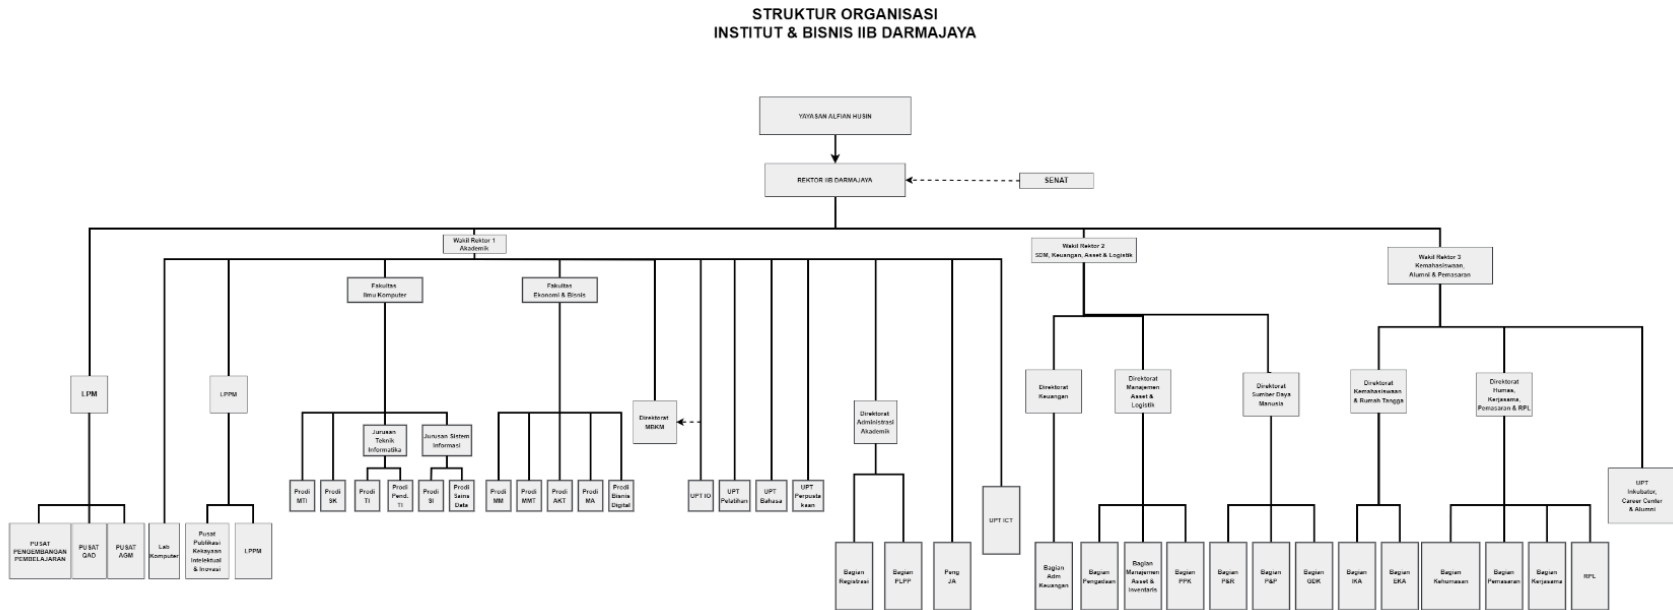 STRUKTUR ORGANISASI
INSTITUT & BISNIS IIB DARMAJAYA
YAYASAN ALFIAN HUSIN
REKTOR IIB DARMAJAYA
SENAT
Wakil Rektor 1
Akademik
Wakil Rektor 2
SDM, Keuangan, Asset & Logistik
Wakil Rektor 3
Kemahasiswaan,
Alumni & Pemasaran
Fakultas
Ilmu Komputer
Fakultas
Ekonomi & Bisnis
LPM
LPPM
Direktorat
MBKM
Direktorat
Administrasi
Akademik
Direktorat
Keuangan
Direktorat
Manajemen
Asset &
Logistik
Direktorat
Sumber Daya
Manusia
Direktorat
Kemahasiswaan
& Rumah Tangga
Direktorat
Humas,
Kerjasama,
Pemasaran & RPL
Jurusan
Teknik
Informatika
Jurusan Sistem
Informasi
Prodi
MTI
Prodi
SK
Prodi
TI
Prodi
Pend.
TI
Prodi
SI
Prodi
Sains
Data
Prodi
MM
Prodi
MMT
Prodi
AKT
Prodi
MA
Prodi
Bisnis
Digital
UPT IO
UPT
Pelatihan
UPT
Bahasa
UPT
Perpusta
kaan
UPT ICT
UPT
Inkubator,
Career Center
& Alumni
PUSAT
PENGEMBANGAN
PEMBELAJARAN
PUSAT
QAD
PUSAT
AGM
Lab
Komputer
Pusat
Publikasi
Kekayaan
Intelektual
& Inovasi
LPPM
Bagian
Registrasi
Bagian
PLPP
Peng
JA
Bagian
Adm
Keuangan
Bagian
Pengadaan
Bagian
Manajemen
Asset &
Inventaris
Bagian
PPK
Bagian
P&R
Bagian
P&P
Bagian
GDK
Bagian
IKA
Bagian
EKA
Bagian
Kehumasan
Bagian
Pemasaran
Bagian
Kerjasama
RPL